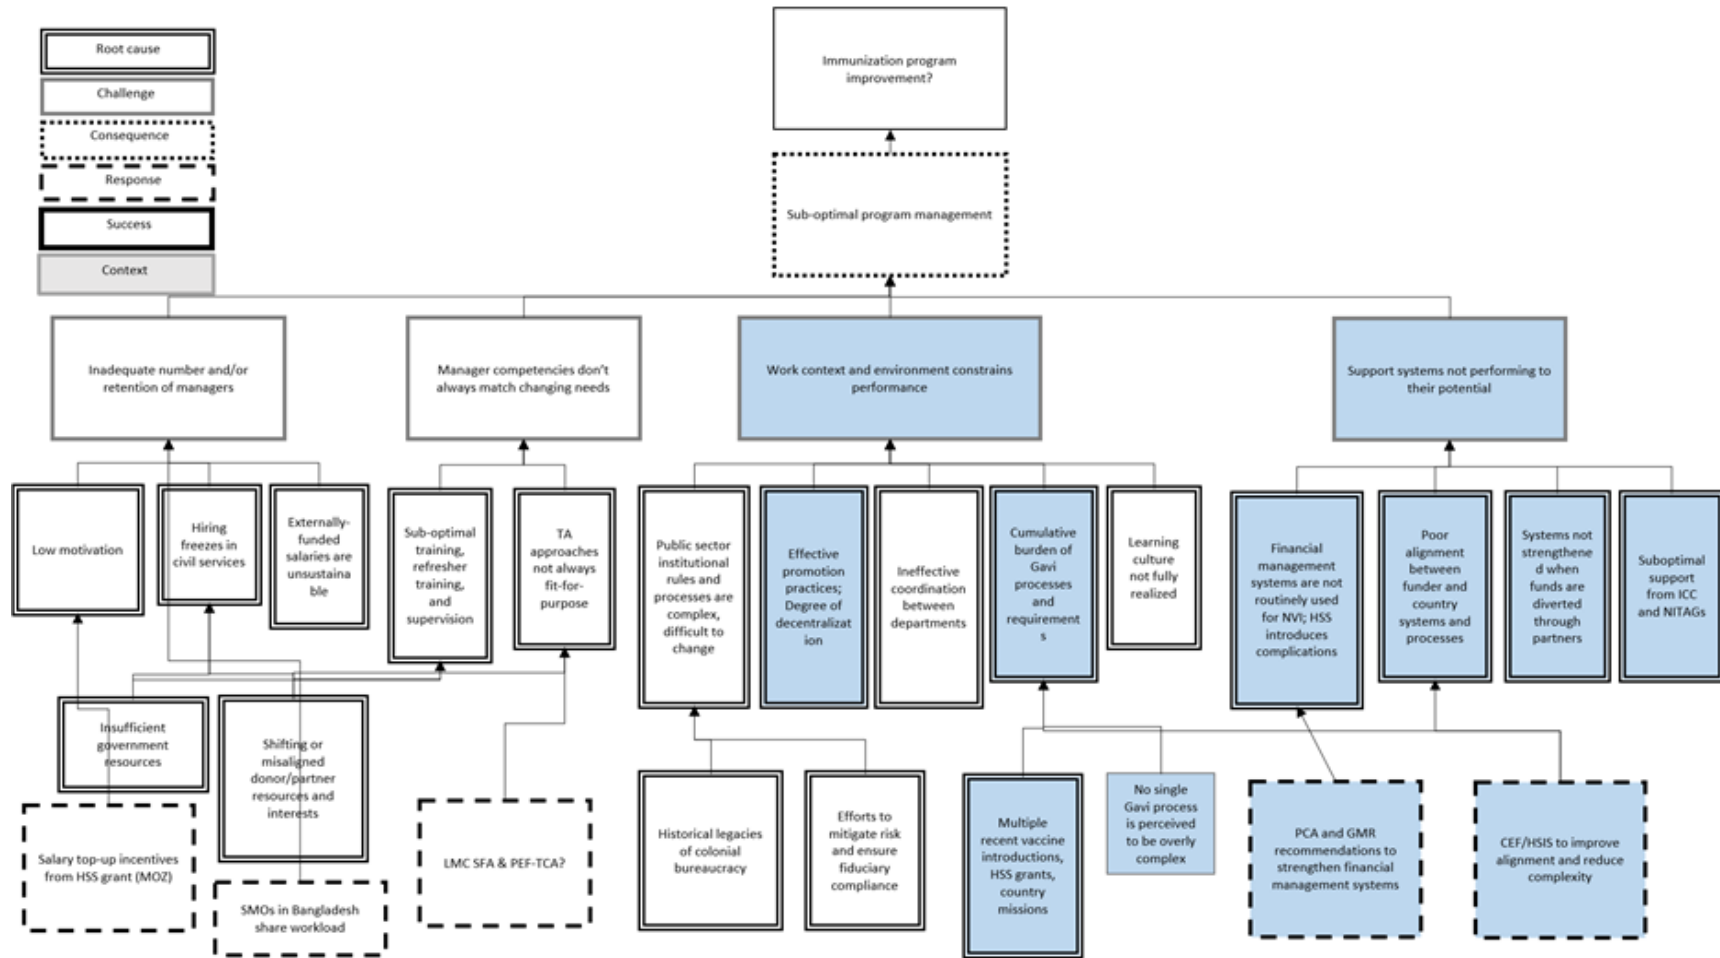 Root cause
Challenge
Consequence
Response
Success
Context
Immunization program
improvement?
Sub-optimal program management
Inadequate number and/or
retention of managers
Manager competencies don't
always match changing needs
Work context and environment constrains
performance
Support systems not performing to
their potential
Low motivation
Hiring
freezes in
civil services
Externally-
funded
salaries are
unsustaina
ble
Sub-optimal
training,
refresher
training,
and
supervision
TA
approaches
not always
fit-for-
purpose
Public sector
institutional
rules and
processes are
complex,
difficult to
change
Effective
promotion
practices;
Degree of
decentralizat
ion
Ineffective
coordination
between
departments
Cumulative
burden of
Gavi
processes
and
requirement
s
Learning
culture
not fully
realized
Financial
management
systems are not
routinely used
for NVI; HSS
introduces
complications
Poor
alignment
between
funder and
country
systems and
processes
Systems not
strengthene
d when
funds are
diverted
through
partners
Suboptimal
support
from ICC
and NITAGs
Insufficient
government
resources
Shifting or
misaligned
donor/partner
resources and
interests
Salary top-up incentives
from HSS grant (MOZ)
SMOs in Bangladesh
share workload
LMC SFA & PEF-TCA?
Historical legacies
of colonial
bureaucracy
Efforts to
mitigate risk
and ensure
fiduciary
compliance
Multiple
recent vaccine
introductions,
HSS grants,
country
missions
No single
Gavi process
is perceived
to be overly
complex
PCA and GMR
recommendations to
strengthen financial
management systems
CEF/HSIS to improve
alignment and reduce
complexity